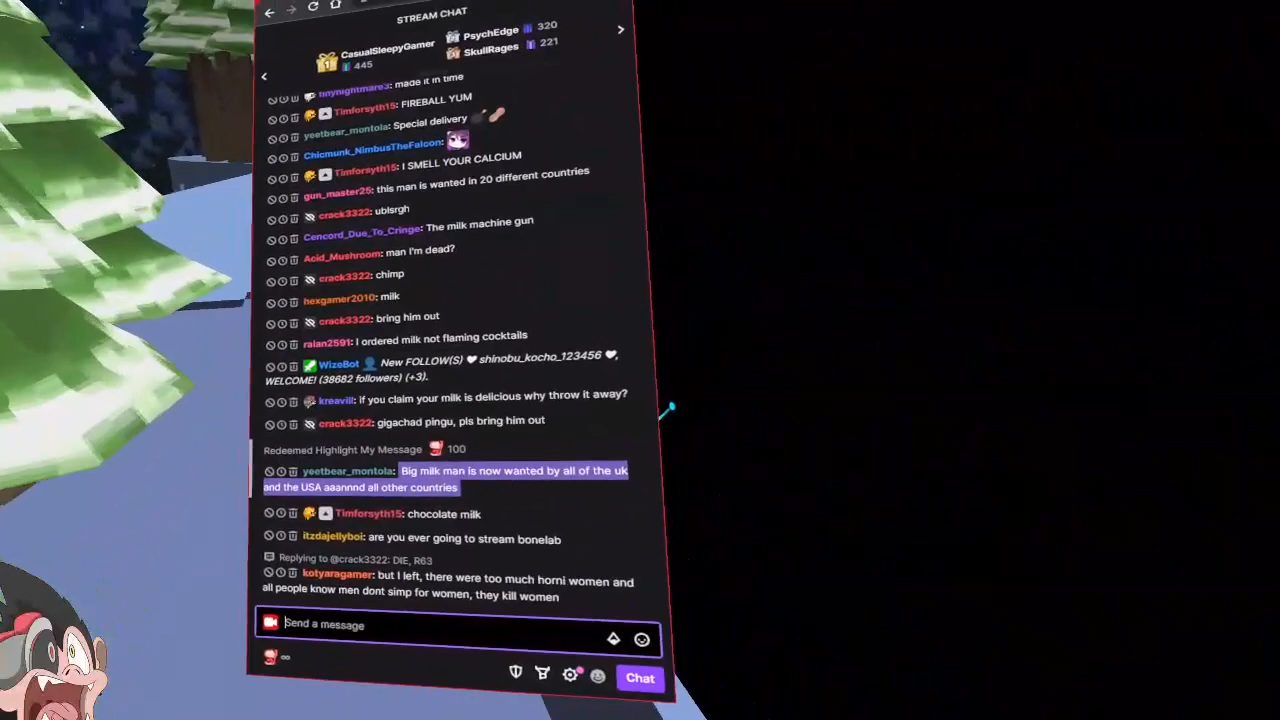 STREAM CHAT
CasualSleepyGamer
445
PsychEdge 320
SkullRages 221
tinynightmare3: made it in time
Timforsyth15: FIREBALL YUM
yeetbear_montola: Special delivery
Chicmunk_NimbusTheFalcon:
Timforsyth15: I SMELL YOUR CALCIUM
gun_master25: this man is wanted in 20 different countries
crack3322: ublsrgh
Cencord_Due_To_Cringe: The milk machine gun
Acid_Mushroom: man I'm dead?
crack3322: chimp
hexgamer2010: milk
crack3322: bring him out
ralan2591: I ordered milk not flaming cocktails
WizeBot New FOLLOW(S) ❤ shinobu_kocho_123456 ❤,
WELCOME! (38682 followers) (+3).
kreavill: if you claim your milk is delicious why throw it away?
crack3322: gigachad pingu, pls bring him out
Redeemed Highlight My Message 100
yeetbear_montola: Big milk man is now wanted by all of the uk
and the USA aaannnd all other countries
Timforsyth15: chocolate milk
itzdajellyboi: are you ever going to stream bonelab
Replying to @crack3322: DIE, R63
kotyaragamer: but I left, there were too much horni women and
all people know men dont simp for women, they kill women
Send a message
∞
Chat